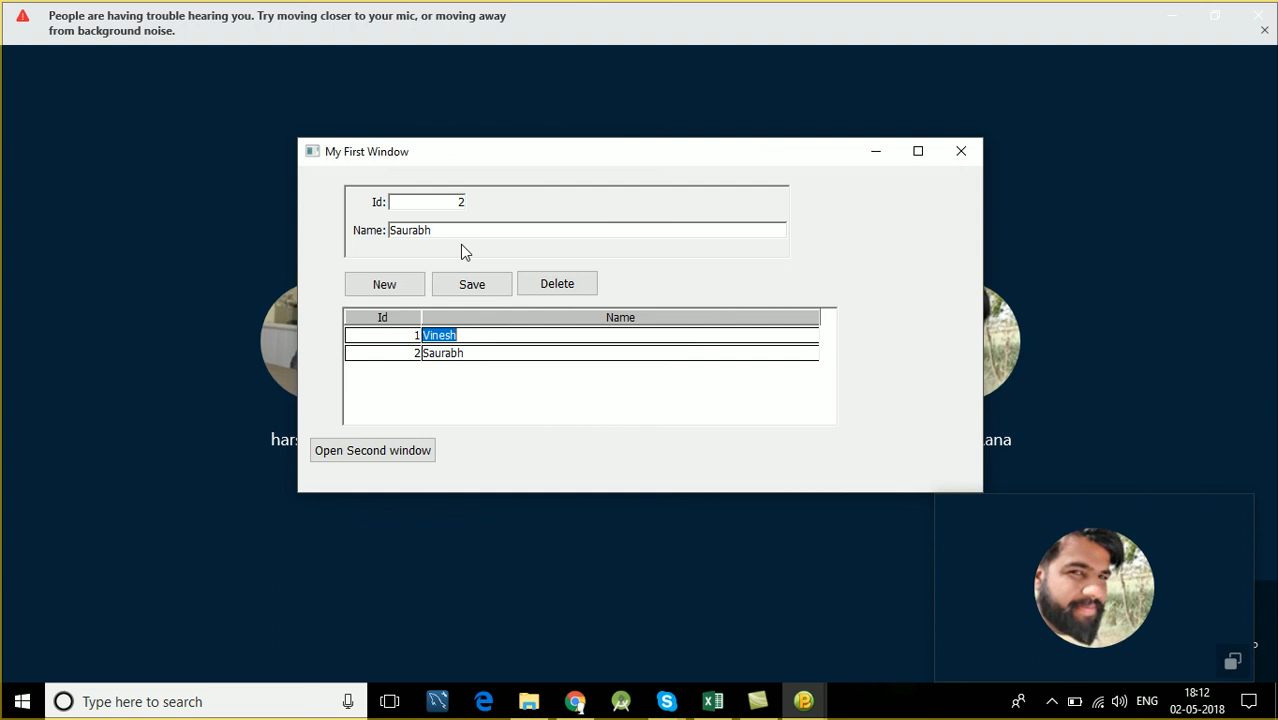 People are having trouble hearing you. Try moving closer to your mic, or moving away
from background noise.
My First Window
Id: 2
Name: Saurabh
New Save Delete
Id Name
1 Vinesh
2 Saurabh
Open Second window
Type here to search
ENG
18:12
02-05-2018